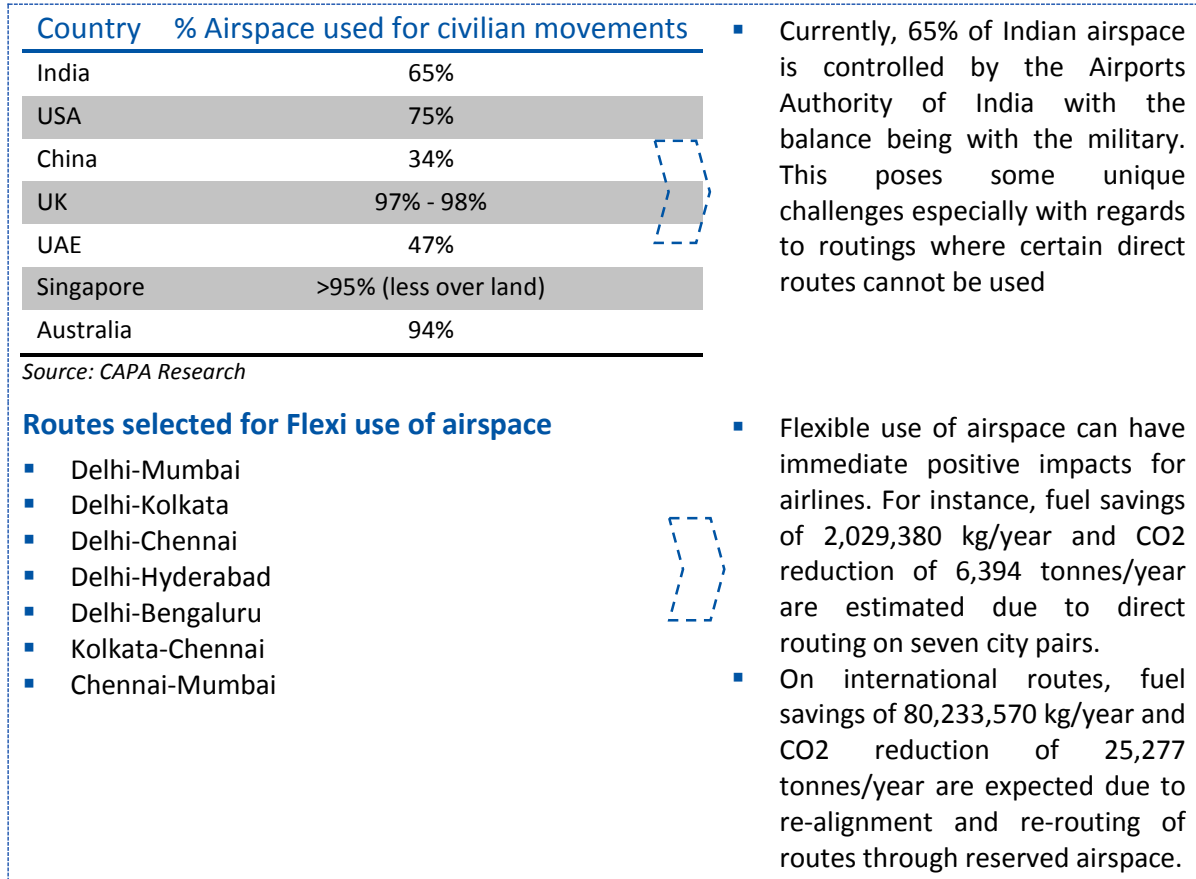 Country % Airspace used for civilian movements
India 65%
USA 75%
China 34%
UK 97% - 98%
UAE 47%
Singapore >95% (less over land)
Australia 94%
Source: CAPA Research
▪ Currently, 65% of Indian airspace
is controlled by the Airports
Authority of India with the
balance being with the military.
This poses some unique
challenges especially with regards
to routings where certain direct
routes cannot be used
Routes selected for Flexi use of airspace
▪ Delhi-Mumbai
▪ Delhi-Kolkata
▪ Delhi-Chennai
▪ Delhi-Hyderabad
▪ Delhi-Bengaluru
▪ Kolkata-Chennai
▪ Chennai-Mumbai
▪ Flexible use of airspace can have
immediate positive impacts for
airlines. For instance, fuel savings
of 2,029,380 kg/year and CO2
reduction of 6,394 tonnes/year
are estimated due to direct
routing on seven city pairs.
▪ On international routes, fuel
savings of 80,233,570 kg/year and
CO2 reduction of 25,277
tonnes/year are expected due to
re-alignment and re-routing of
routes through reserved airspace.